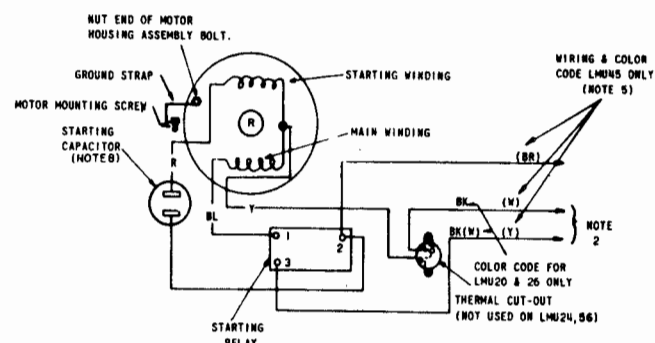 NUT END OF MOTOR
HOUSING ASSEMBLY BOLT.
GROUND STRAP
MOTOR MOUNTING SCREW
STARTING
CAPACITOR
(NOTE8)
STARTING WINDING
MAIN WINDING
WIRING & COLOR
CODE LMU45 ONLY
(NOTE 5)
R
R
(BR)
BL
Y
BK
(W)
BK(W)
(Y)
NOTE
2
1
2
3
COLOR CODE FOR
LMU20 & 26 ONLY
THERMAL CUT-OUT
(NOT USED ON LMU24,56)
STARTING
RELAY